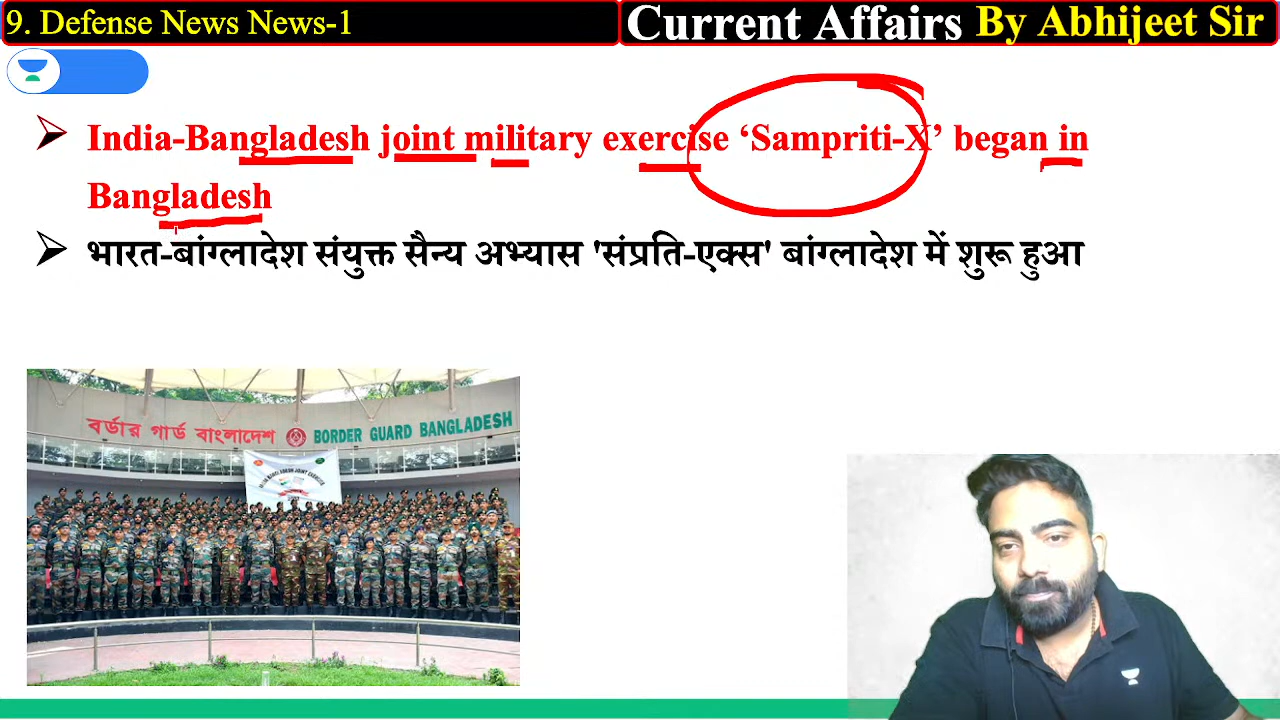 9. Defense News News-1
Current Affairs By Abhijeet Sir
India-Bangladesh joint military exercise ‘Sampriti-X’ began in
Bangladesh
भारत-बांग्लादेश संयुक्त सैन्य अभ्यास 'संप्रति-एक्स' बांग्लादेश में शुरू हुआ
বর্ডার গার্ড বাংলাদেশ BORDER GUARD BANGLADESH